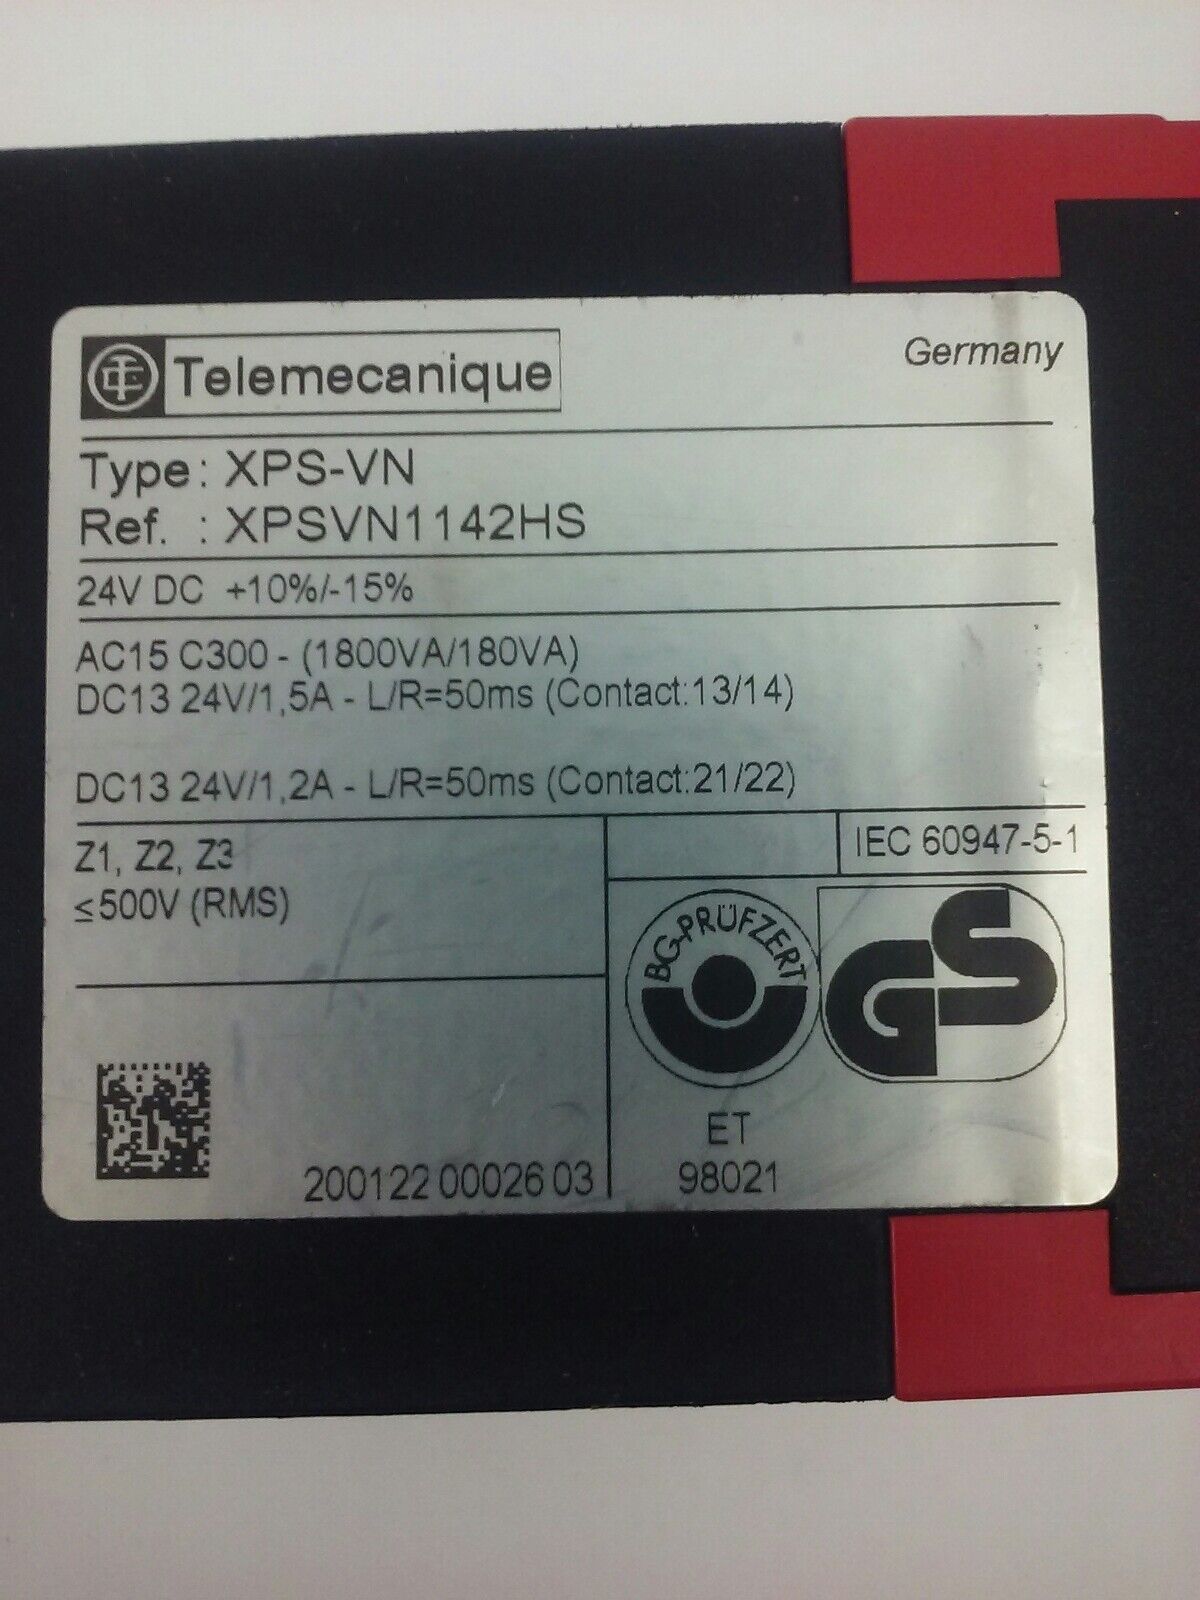 Telemecanique
Germany
Type: XPS-VN
Ref. : XPSVN1142HS
24V DC +10%/-15%
AC15 C300 - (1800VA/180VA)
DC13 24V/1,5A - L/R=50ms (Contact:13/14)
DC13 24V/1,2A - L/R=50ms (Contact:21/22)
Z1, Z2, Z3
≤500V (RMS)
IEC 60947-5-1
BG-PRÜFZERT
GS
ET
98021
200122 0002603